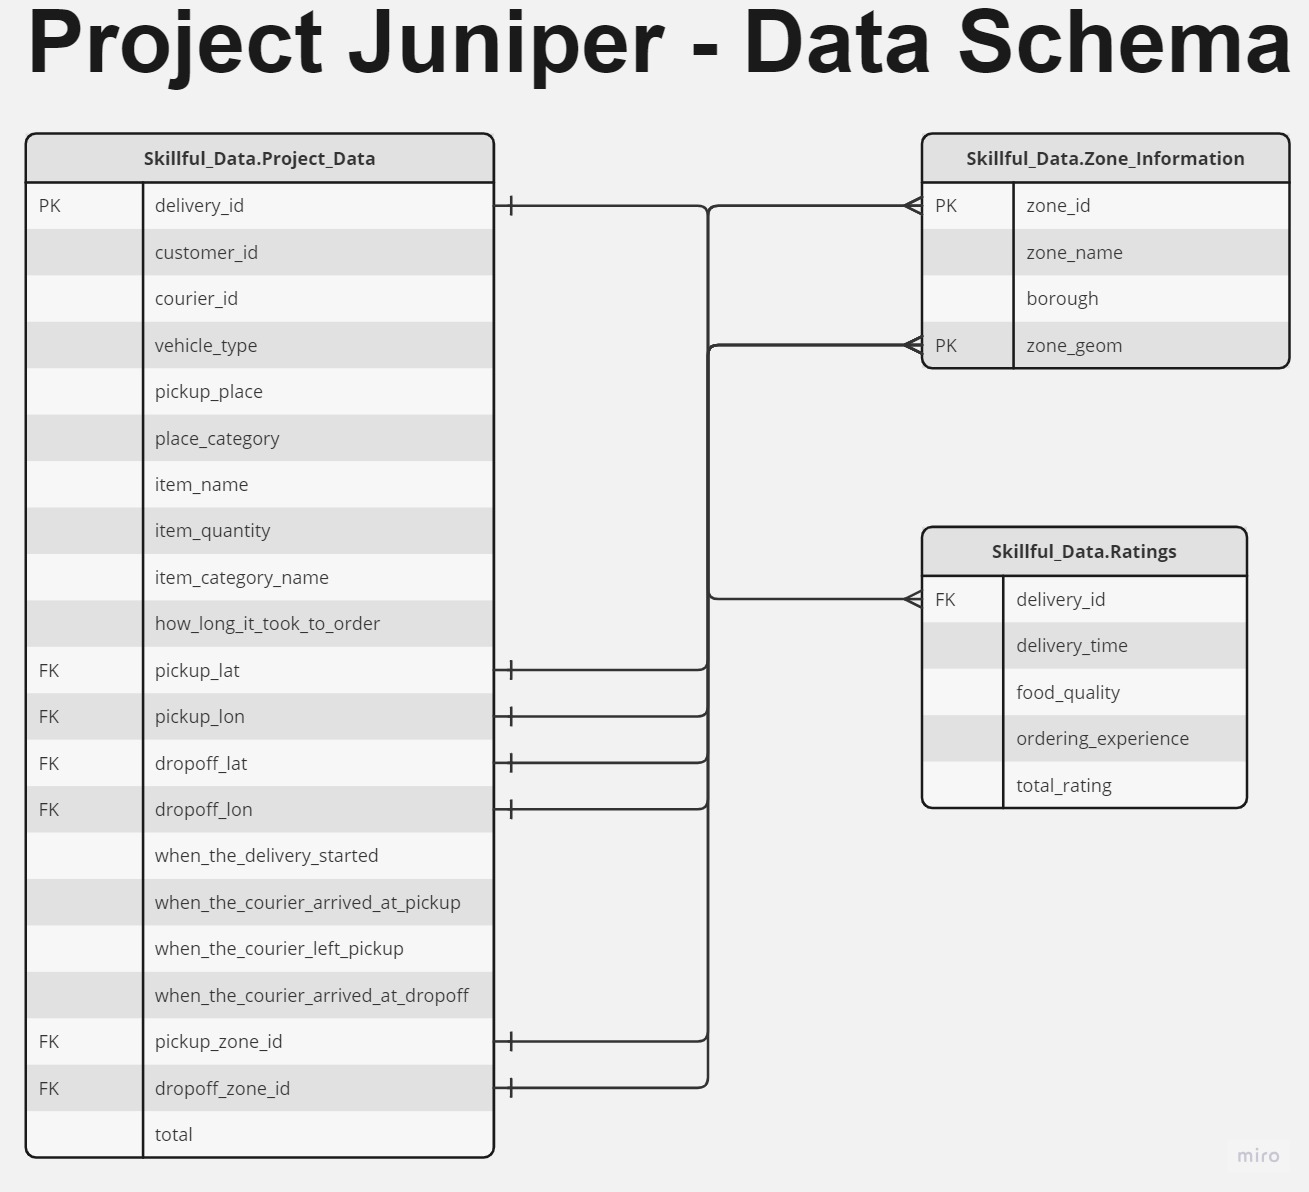 Project Juniper - Data Schema
Skillful_Data.Project_Data
PK delivery_id
customer_id
courier_id
vehicle_type
pickup_place
place_category
item_name
item_quantity
item_category_name
how_long_it_took_to_order
FK pickup_lat
FK pickup_lon
FK dropoff_lat
FK dropoff_lon
when_the_delivery_started
when_the_courier_arrived_at_pickup
when_the_courier_left_pickup
when_the_courier_arrived_at_dropoff
FK pickup_zone_id
FK dropoff_zone_id
total
Skillful_Data.Zone_Information
PK zone_id
zone_name
borough
PK zone_geom
Skillful_Data.Ratings
FK delivery_id
delivery_time
food_quality
ordering_experience
total_rating
miro